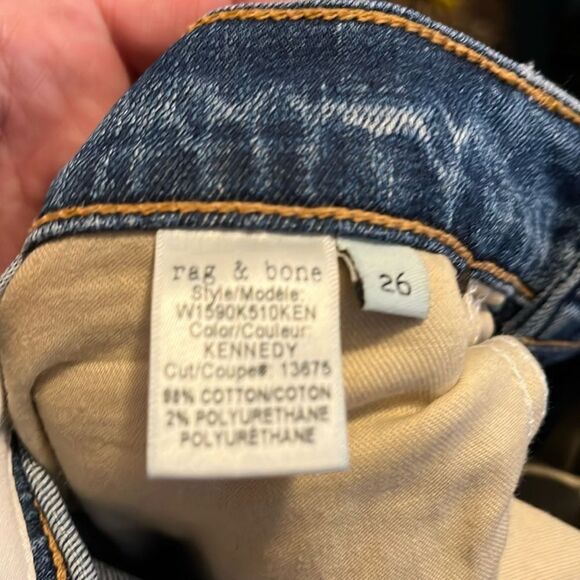 rag & bone
Style/Modèle:
W1590K510KEN
Color/Couleur:
KENNEDY
Cut/Coupe#: 13675
98% COTTON/COTON
2% POLYURETHANE
POLYURÉTHANE
26